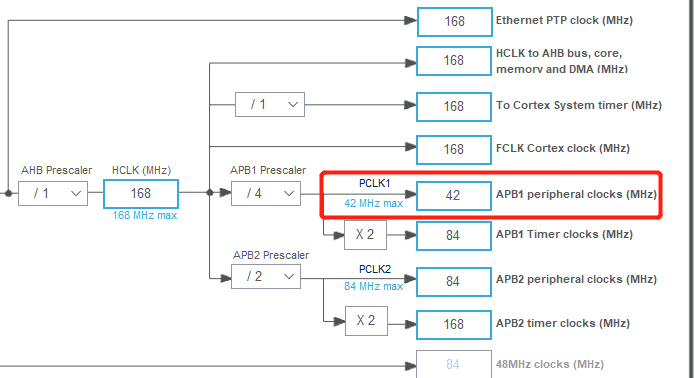 168
Ethernet PTP clock (MHz)
168
HCLK to AHB bus, core,
memory and DMA (MHz)
/ 1
168
To Cortex System timer (MHz)
168
FCLK Cortex clock (MHz)
AHB Prescaler
/ 1
HCLK (MHz)
168
168 MHz max
APB1 Prescaler
/ 4
PCLK1
42 MHz max
42
APB1 peripheral clocks (MHz)
X 2
84
APB1 Timer clocks (MHz)
APB2 Prescaler
/ 2
PCLK2
84 MHz max
84
APB2 peripheral clocks (MHz)
X 2
168
APB2 timer clocks (MHz)
84
48MHz clocks (MHz)